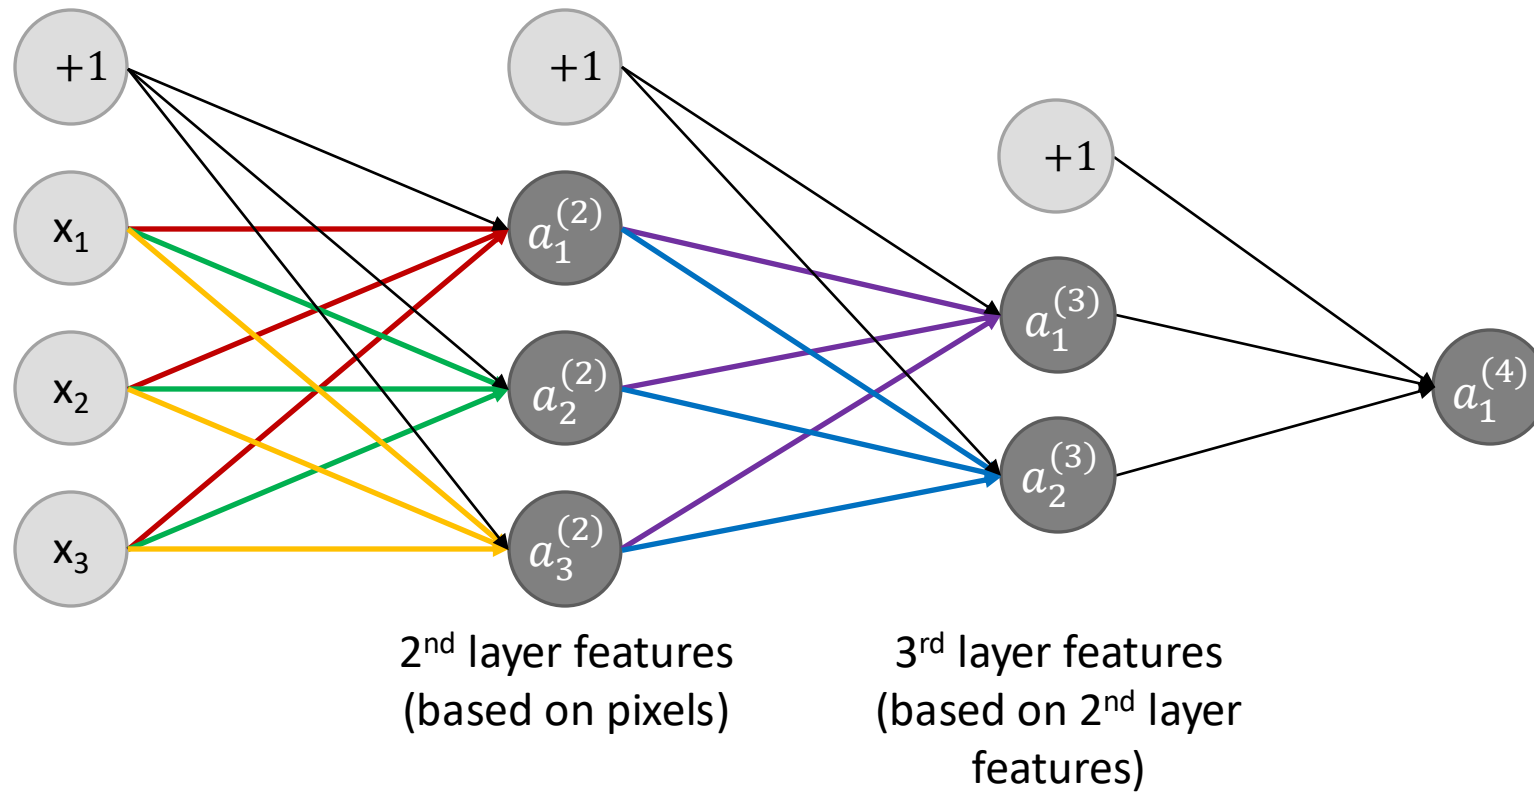 +1
+1
+1
x₁
a₁⁽²⁾
a₁⁽³⁾
x₂
a₂⁽²⁾
a₁⁽⁴⁾
a₂⁽³⁾
x₃
a₃⁽²⁾
2ⁿᵈ layer features
(based on pixels)
3ʳᵈ layer features
(based on 2ⁿᵈ layer
features)